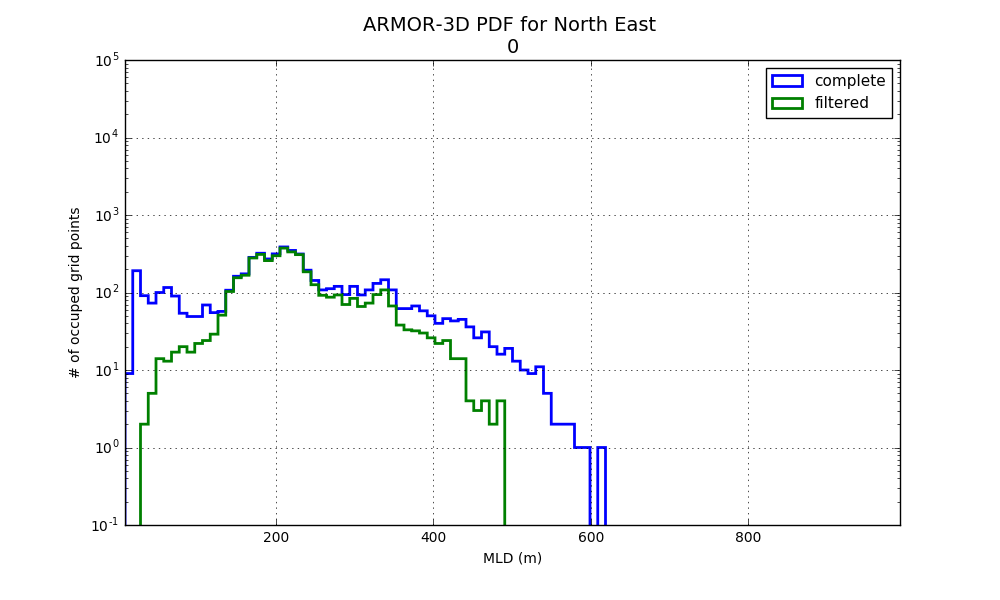 ARMOR-3D PDF for North East
0
complete
filtered
10^5
10^4
10^3
10^2
10^1
10^0
10^-1
# of occuped grid points
200 400 600 800
MLD (m)